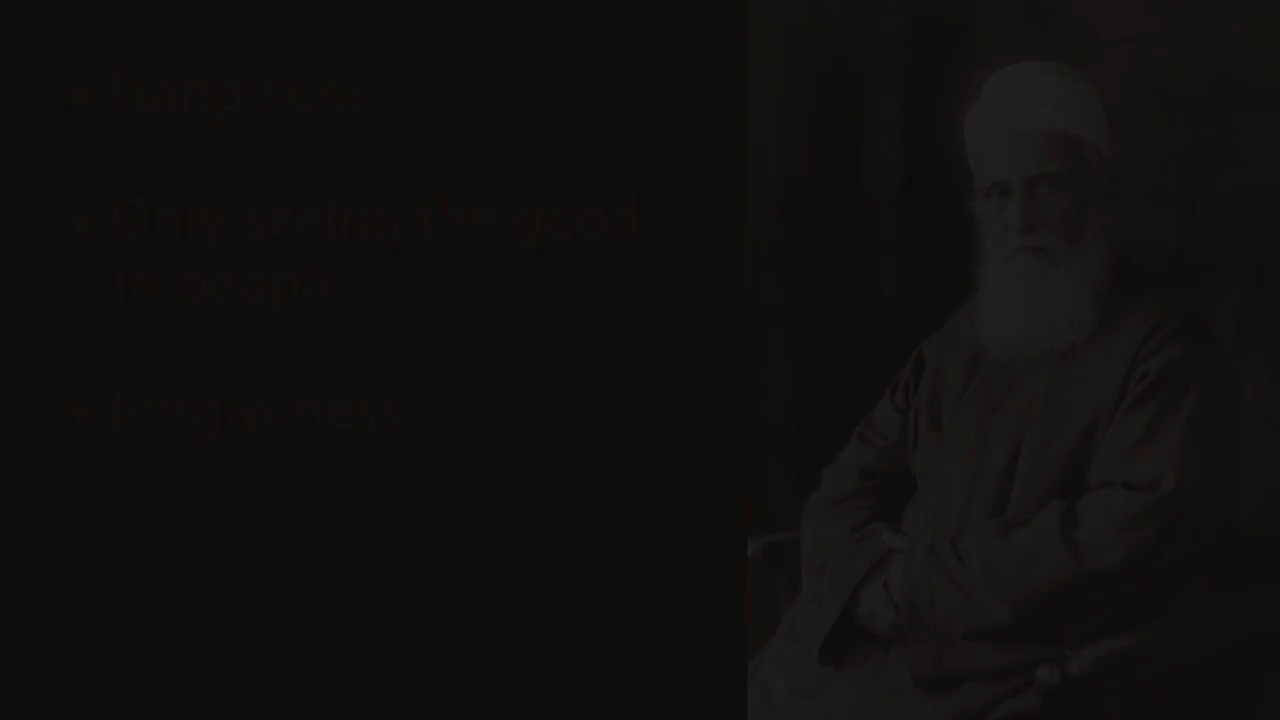 • Happiness
• Only seeing the good
in people
• Forgiveness